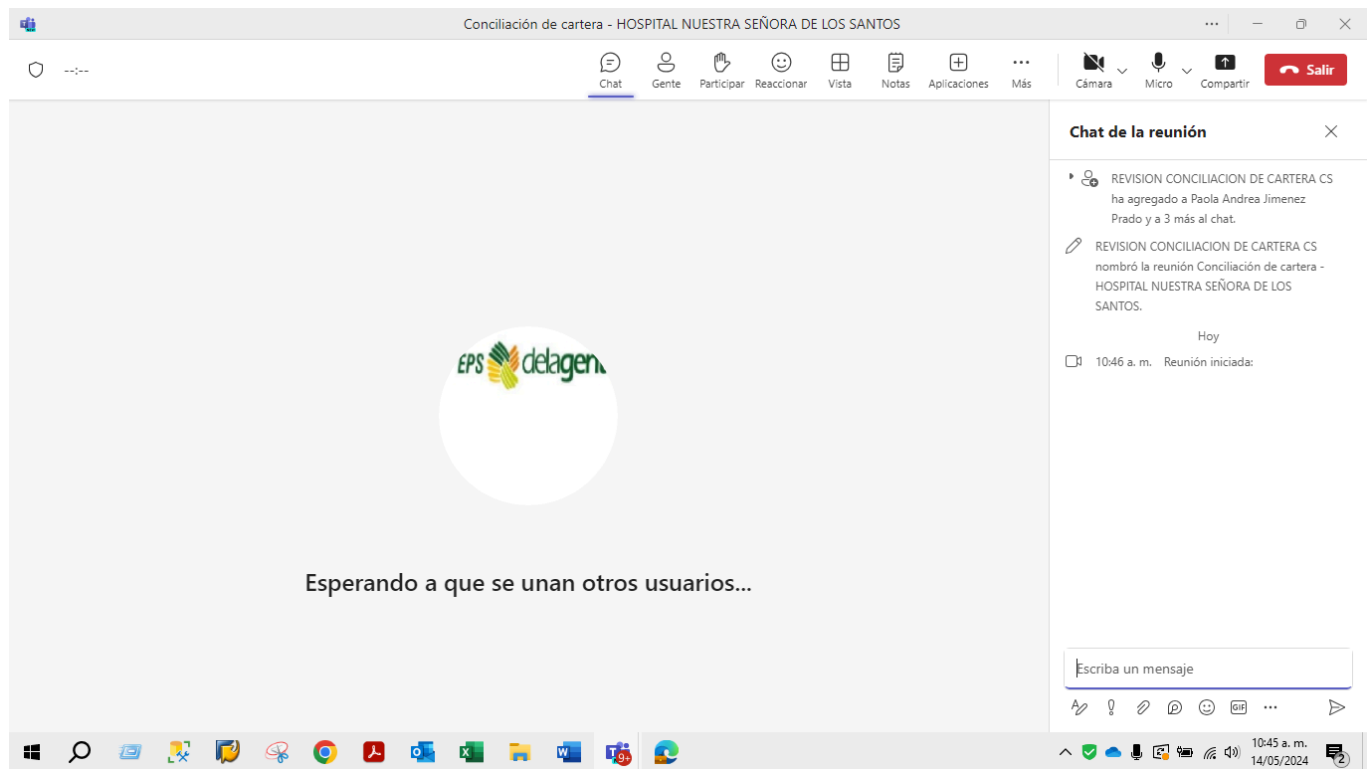 Conciliación de cartera - HOSPITAL NUESTRA SEÑORA DE LOS SANTOS
--:--
Chat
Gente
Participar
Reaccionar
Vista
Notas
Aplicaciones
Más
Cámara
Micro
Compartir
Salir
EPS delagen
Esperando a que se unan otros usuarios...
Chat de la reunión
REVISION CONCILIACION DE CARTERA CS
ha agregado a Paola Andrea Jimenez
Prado y a 3 más al chat.
REVISION CONCILIACION DE CARTERA CS
nombró la reunión Conciliación de cartera -
HOSPITAL NUESTRA SEÑORA DE LOS
SANTOS.
Hoy
10:46 a. m. Reunión iniciada:
Escriba un mensaje
GIF
9+
10:45 a. m.
14/05/2024
2